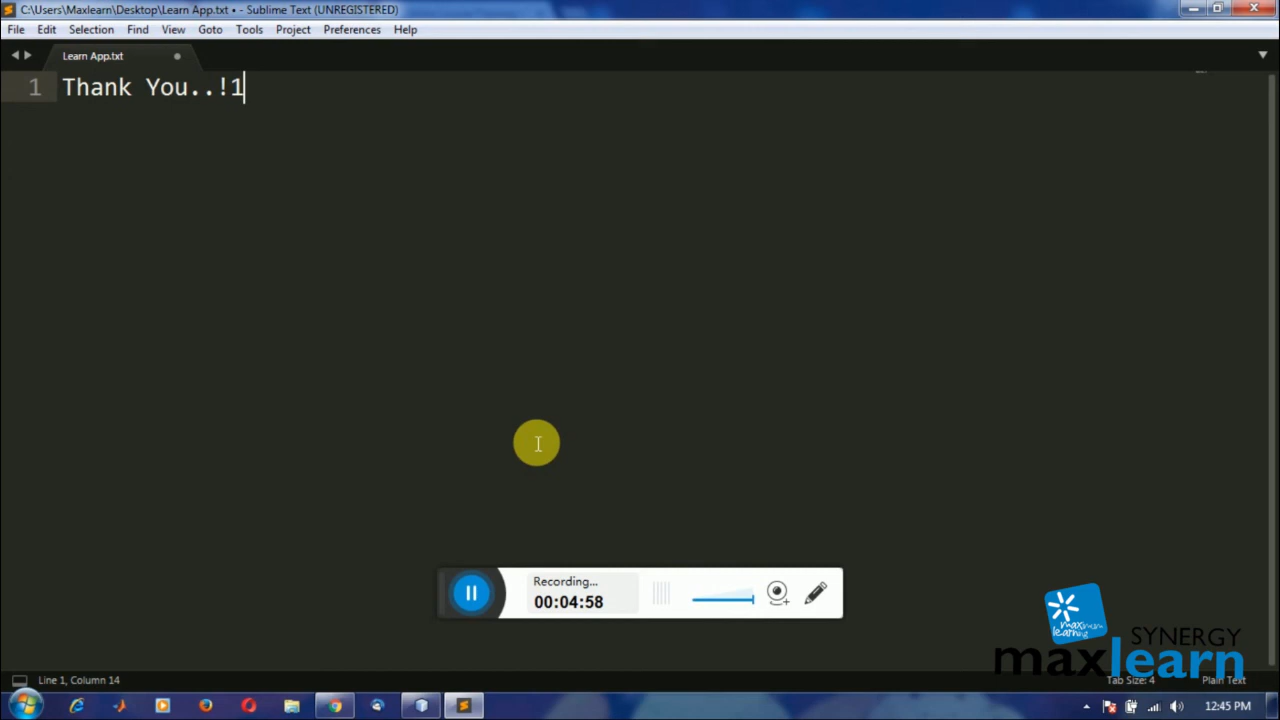 C:\Users\Maxlearn\Desktop\Learn App.txt • - Sublime Text (UNREGISTERED)
File Edit Selection Find View Goto Tools Project Preferences Help
Learn App.txt
1 Thank You..!1
Recording...
00:04:58
maximum learning
SYNERGY
maxlearn
Line 1, Column 14
Tab Size: 4
Plain Text
12:45 PM